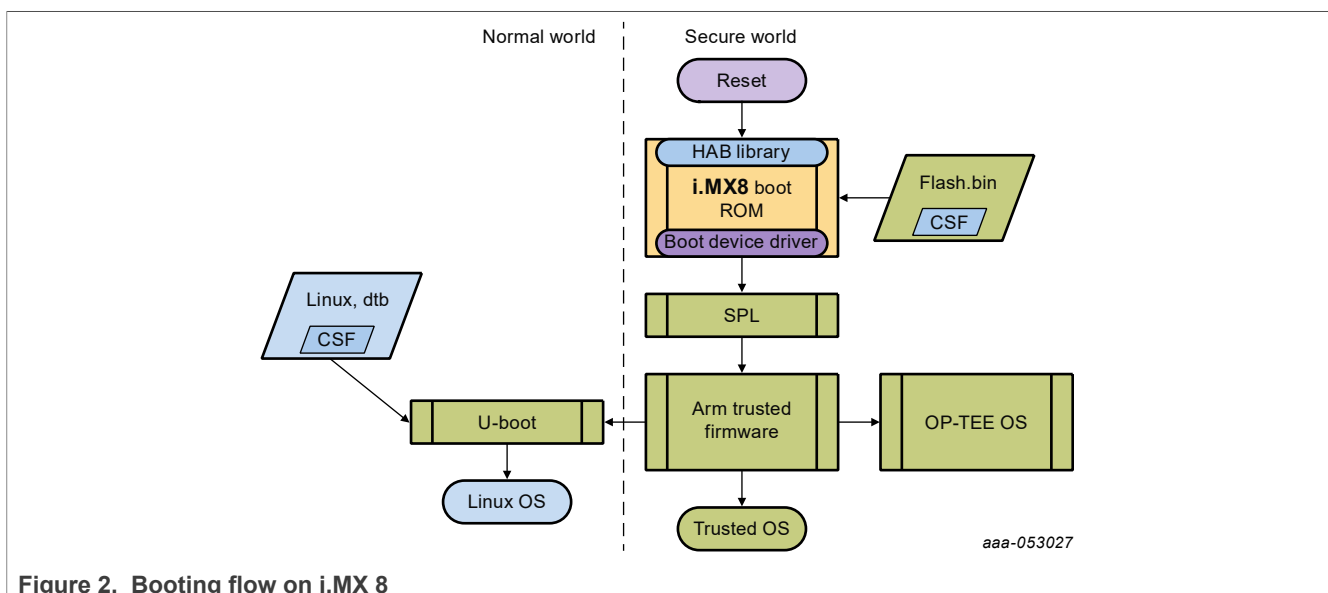 Normal world
Secure world
Reset
HAB library
i.MX8 boot
ROM
Boot device driver
Flash.bin
CSF
Linux, dtb
CSF
SPL
U-boot
Arm trusted
firmware
OP-TEE OS
Linux OS
Trusted OS
aaa-053027
Figure 2. Booting flow on i.MX 8